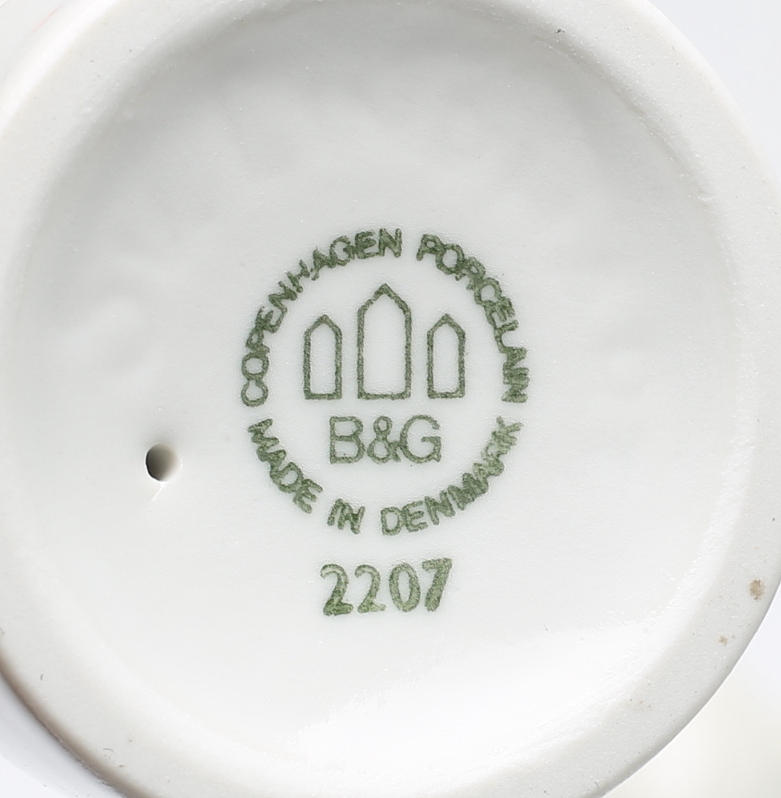 COPENHAGEN PORCELAIN
B&G
MADE IN DENMARK
2207